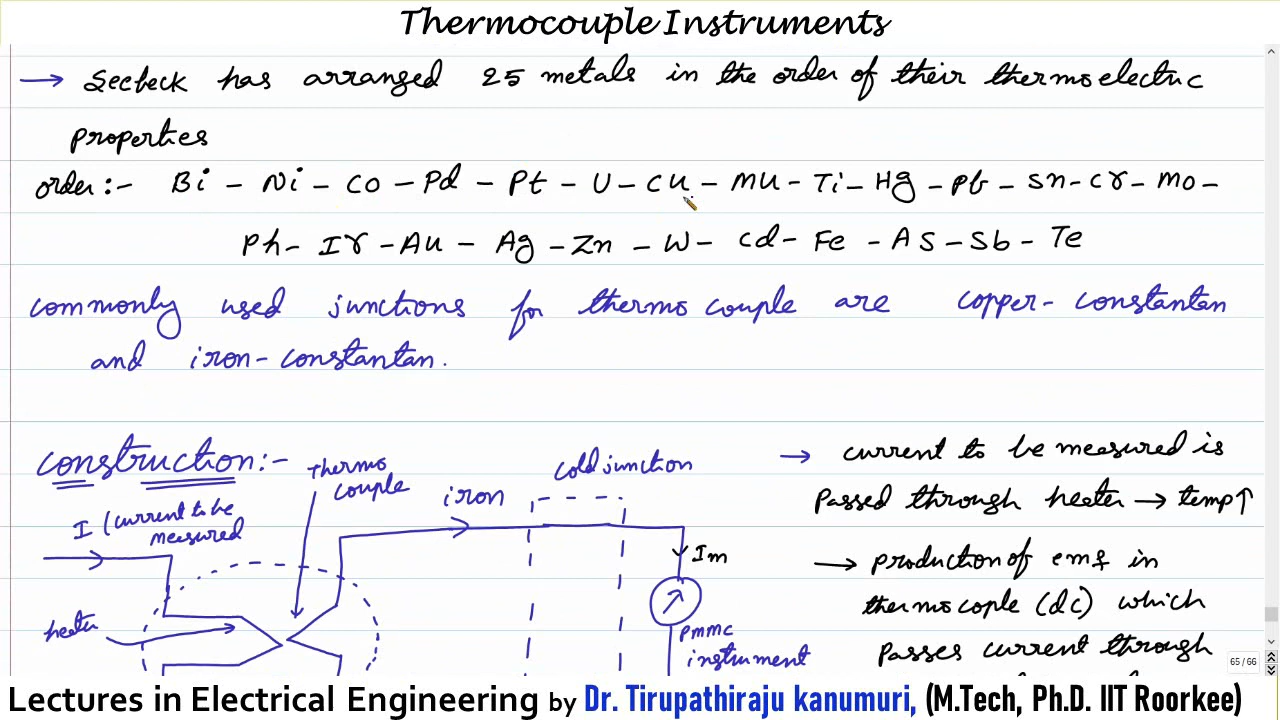 Thermocouple Instruments
→ Seebeck has arranged 25 metals in the order of their thermoelectric
properties
order :- Bi - Ni - CO - Pd - Pt - U - CU - MU - Ti - Hg - Pb - Sn - Cr - Mo -
Ph - Ir - Au - Ag - Zn - W - Cd - Fe - AS - Sb - Te
commonly used junctions for thermo couple are copper-constantan
and iron-constantan.
construction:-
Thermo
couple
I (current to be
measured
heater
iron
cold junction
Im
PMMC
instrument
→ current to be measured is
Passed through heater → temp↑
→ production of emf in
thermocople (dc) which
passes current through
65 / 66
Lectures in Electrical Engineering by Dr. Tirupathiraju kanumuri, (M.Tech, Ph.D. IIT Roorkee)